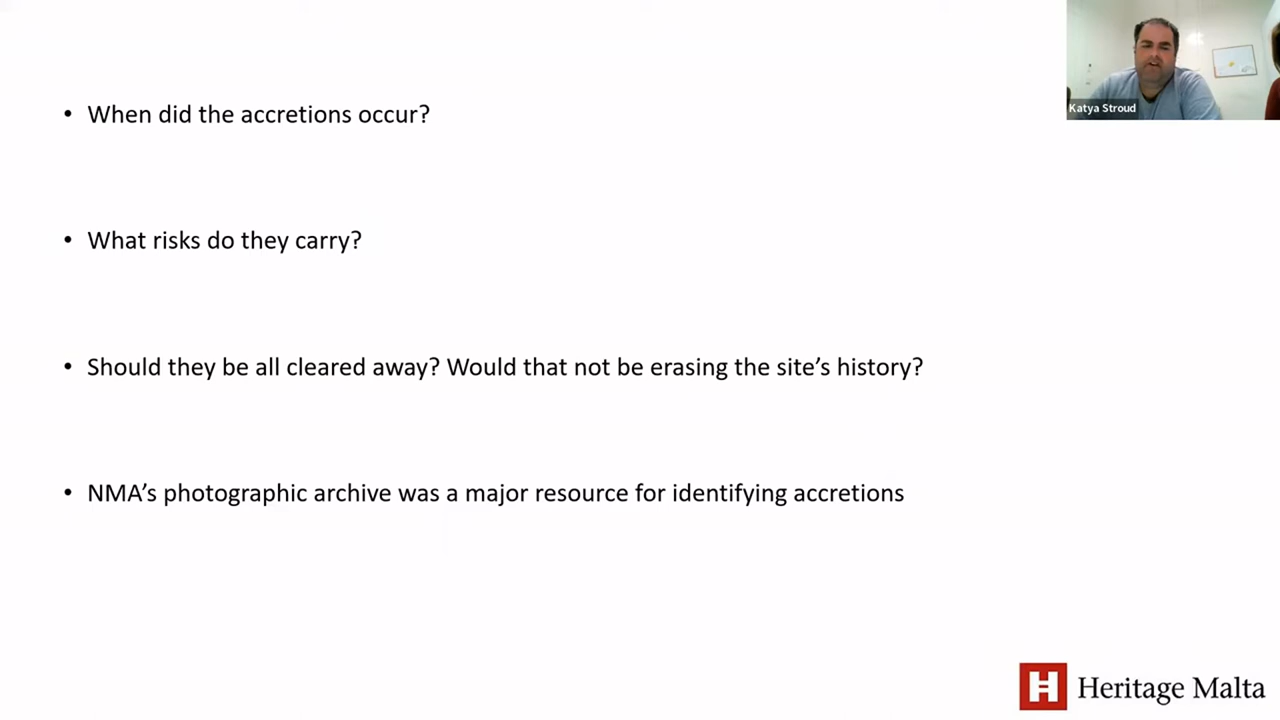 Katya Stroud
• When did the accretions occur?
• What risks do they carry?
• Should they be all cleared away? Would that not be erasing the site’s history?
• NMA’s photographic archive was a major resource for identifying accretions
Heritage Malta